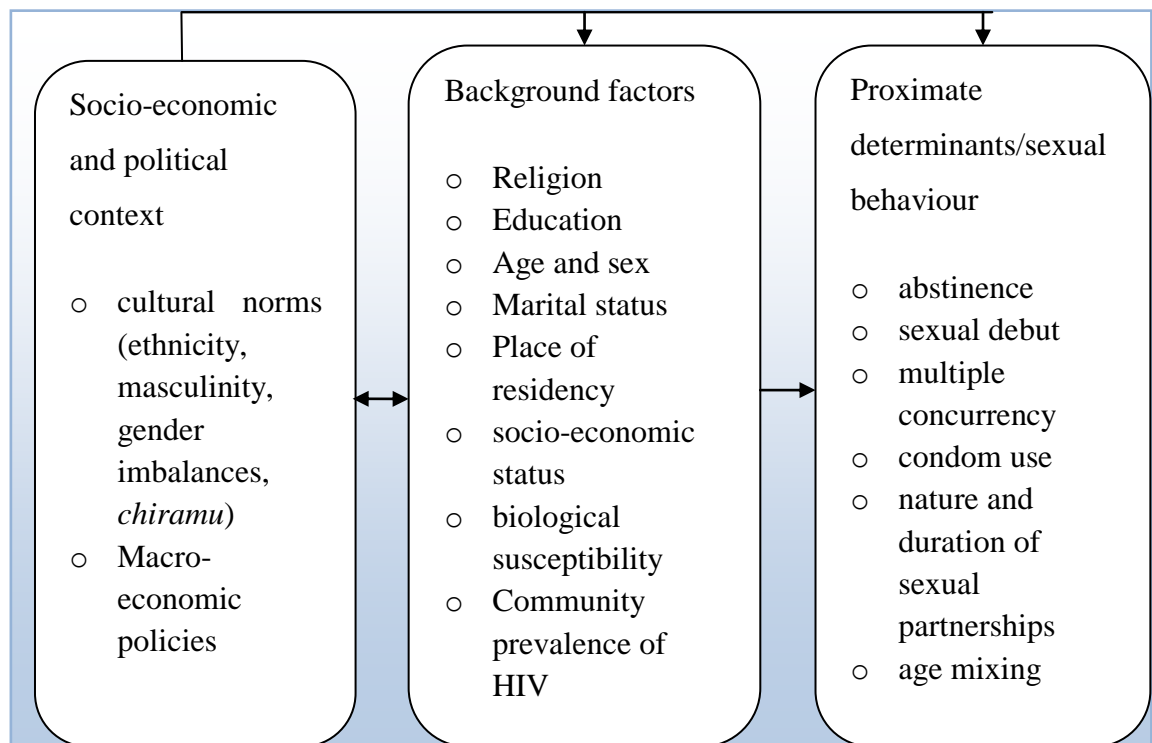 Socio-economic
and political
context
o cultural norms
(ethnicity,
masculinity,
gender
imbalances,
chiramu)
o Macro-
economic
policies
Background factors
o Religion
o Education
o Age and sex
o Marital status
o Place of
residency
o socio-economic
status
o biological
susceptibility
o Community
prevalence of
HIV
Proximate
determinants/sexual
behaviour
o abstinence
o sexual debut
o multiple
concurrency
o condom use
o nature and
duration of
sexual
partnerships
o age mixing